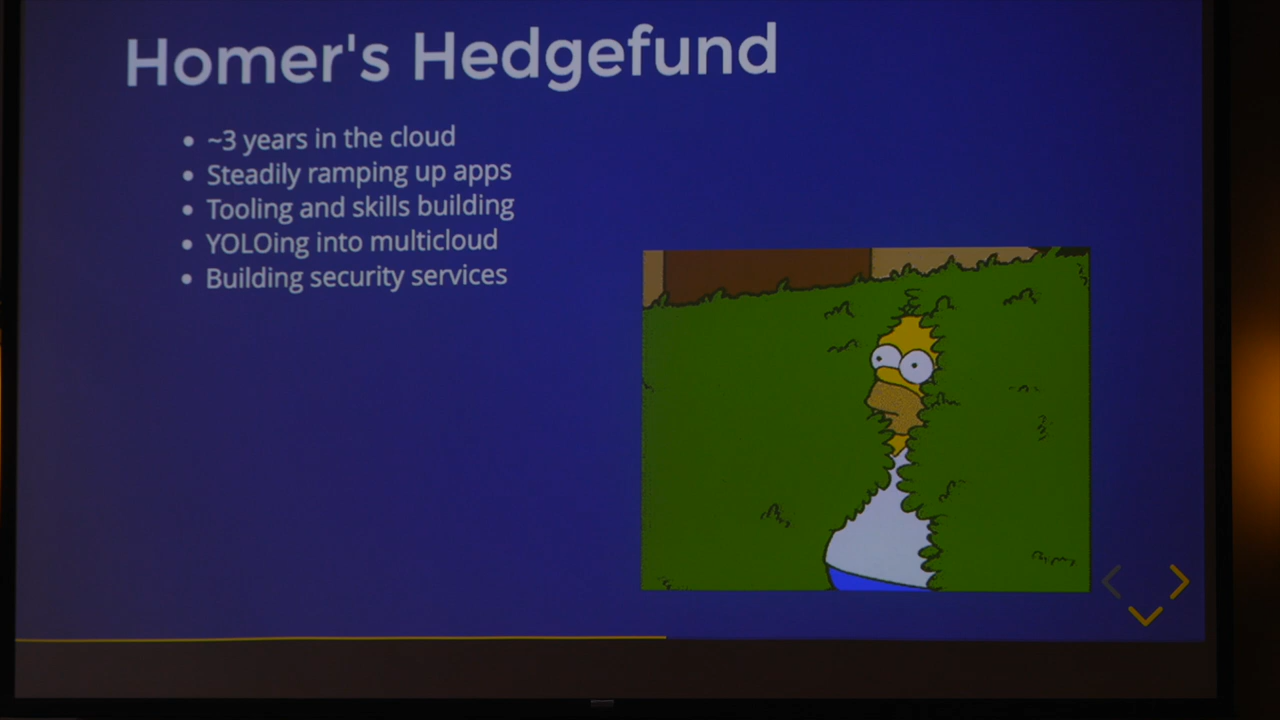 Homer's Hedgefund
~3 years in the cloud
Steadily ramping up apps
Tooling and skills building
YOLOing into multicloud
Building security services